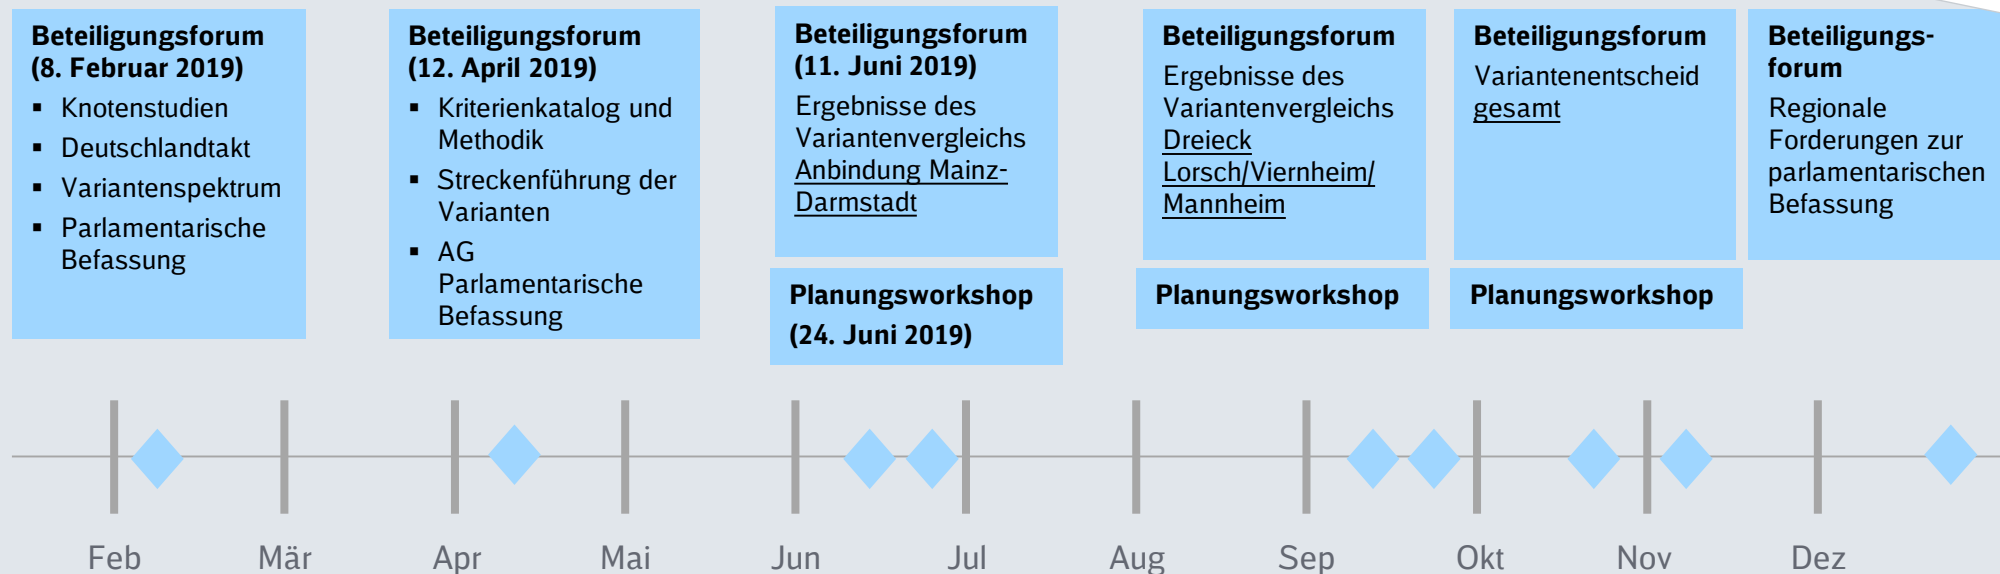 Beteiligungsforum
(8. Februar 2019)
▪ Knotenstudien
▪ Deutschlandtakt
▪ Variantenspektrum
▪ Parlamentarische
Befassung
Beteiligungsforum
(12. April 2019)
▪ Kriterienkatalog und
Methodik
▪ Streckenführung der
Varianten
▪ AG
Parlamentarische
Befassung
Beteiligungsforum
(11. Juni 2019)
Ergebnisse des
Variantenvergleichs
Anbindung Mainz-
Darmstadt
Planungsworkshop
(24. Juni 2019)
Beteiligungsforum
Ergebnisse des
Variantenvergleichs
Dreieck
Lorsch/Viernheim/
Mannheim
Planungsworkshop
Beteiligungsforum
Variantenentscheid
gesamt
Planungsworkshop
Beteiligungs-
forum
Regionale
Forderungen zur
parlamentarischen
Befassung
Feb
Mär
Apr
Mai
Jun
Jul
Aug
Sep
Okt
Nov
Dez